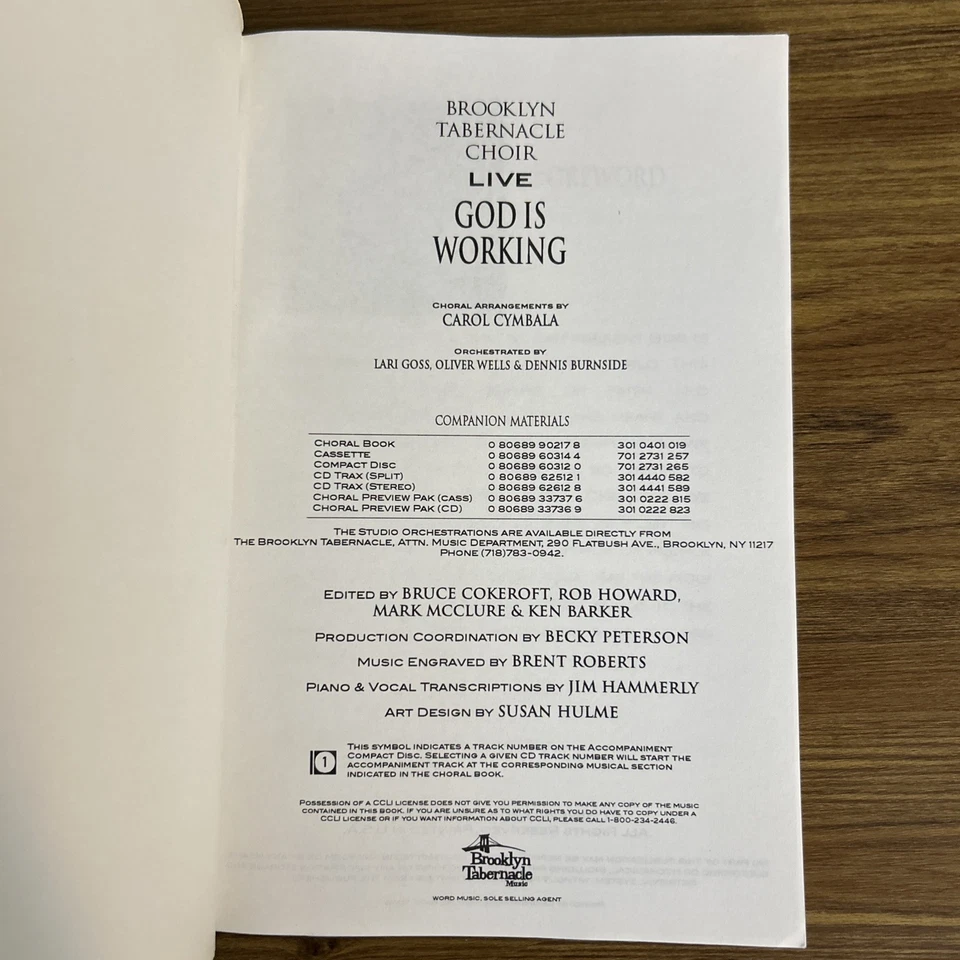 BROOKLYN
TABERNACLE
CHOIR
LIVE
GOD IS
WORKING
CHORAL ARRANGEMENTS BY
CAROL CYMBALA
ORCHESTRATED BY
LARI GOSS, OLIVER WELLS & DENNIS BURNSIDE
COMPANION MATERIALS
CHORAL BOOK 0 80689 90217 8 301 0401 019
CASSETTE 0 80689 60314 4 701 2731 257
COMPACT DISC 0 80689 60312 0 701 2731 265
CD TRAX (SPLIT) 0 80689 62512 1 301 4440 582
CD TRAX (STEREO) 0 80689 62612 8 301 4441 589
CHORAL PREVIEW PAK (CASS) 0 80689 33737 6 301 0222 815
CHORAL PREVIEW PAK (CD) 0 80689 33736 9 301 0222 823
THE STUDIO ORCHESTRATIONS ARE AVAILABLE DIRECTLY FROM
THE BROOKLYN TABERNACLE, ATTN. MUSIC DEPARTMENT, 290 FLATBUSH AVE., BROOKLYN, NY 11217
PHONE (718)783-0942.
EDITED BY BRUCE COKEROFT, ROB HOWARD,
MARK MCCLURE & KEN BARKER
PRODUCTION COORDINATION BY BECKY PETERSON
MUSIC ENGRAVED BY BRENT ROBERTS
PIANO & VOCAL TRANSCRIPTIONS BY JIM HAMMERLY
ART DESIGN BY SUSAN HULME
1
THIS SYMBOL INDICATES A TRACK NUMBER ON THE ACCOMPANIMENT
COMPACT DISC. SELECTING A GIVEN CD TRACK NUMBER WILL START THE
ACCOMPANIMENT TRACK AT THE CORRESPONDING MUSICAL SECTION
INDICATED IN THE CHORAL BOOK.
POSSESSION OF A CCLI LICENSE DOES NOT GIVE YOU PERMISSION TO MAKE ANY COPY OF THE MUSIC
CONTAINED IN THIS BOOK. IF YOU ARE UNSURE AS TO WHAT RIGHTS YOU DO HAVE TO COPY UNDER A
CCLI LICENSE OR IF YOU WANT INFORMATION ABOUT CCLI, PLEASE CALL 1-800-234-2446.
Brooklyn
Tabernacle
Music
WORD MUSIC, SOLE SELLING AGENT